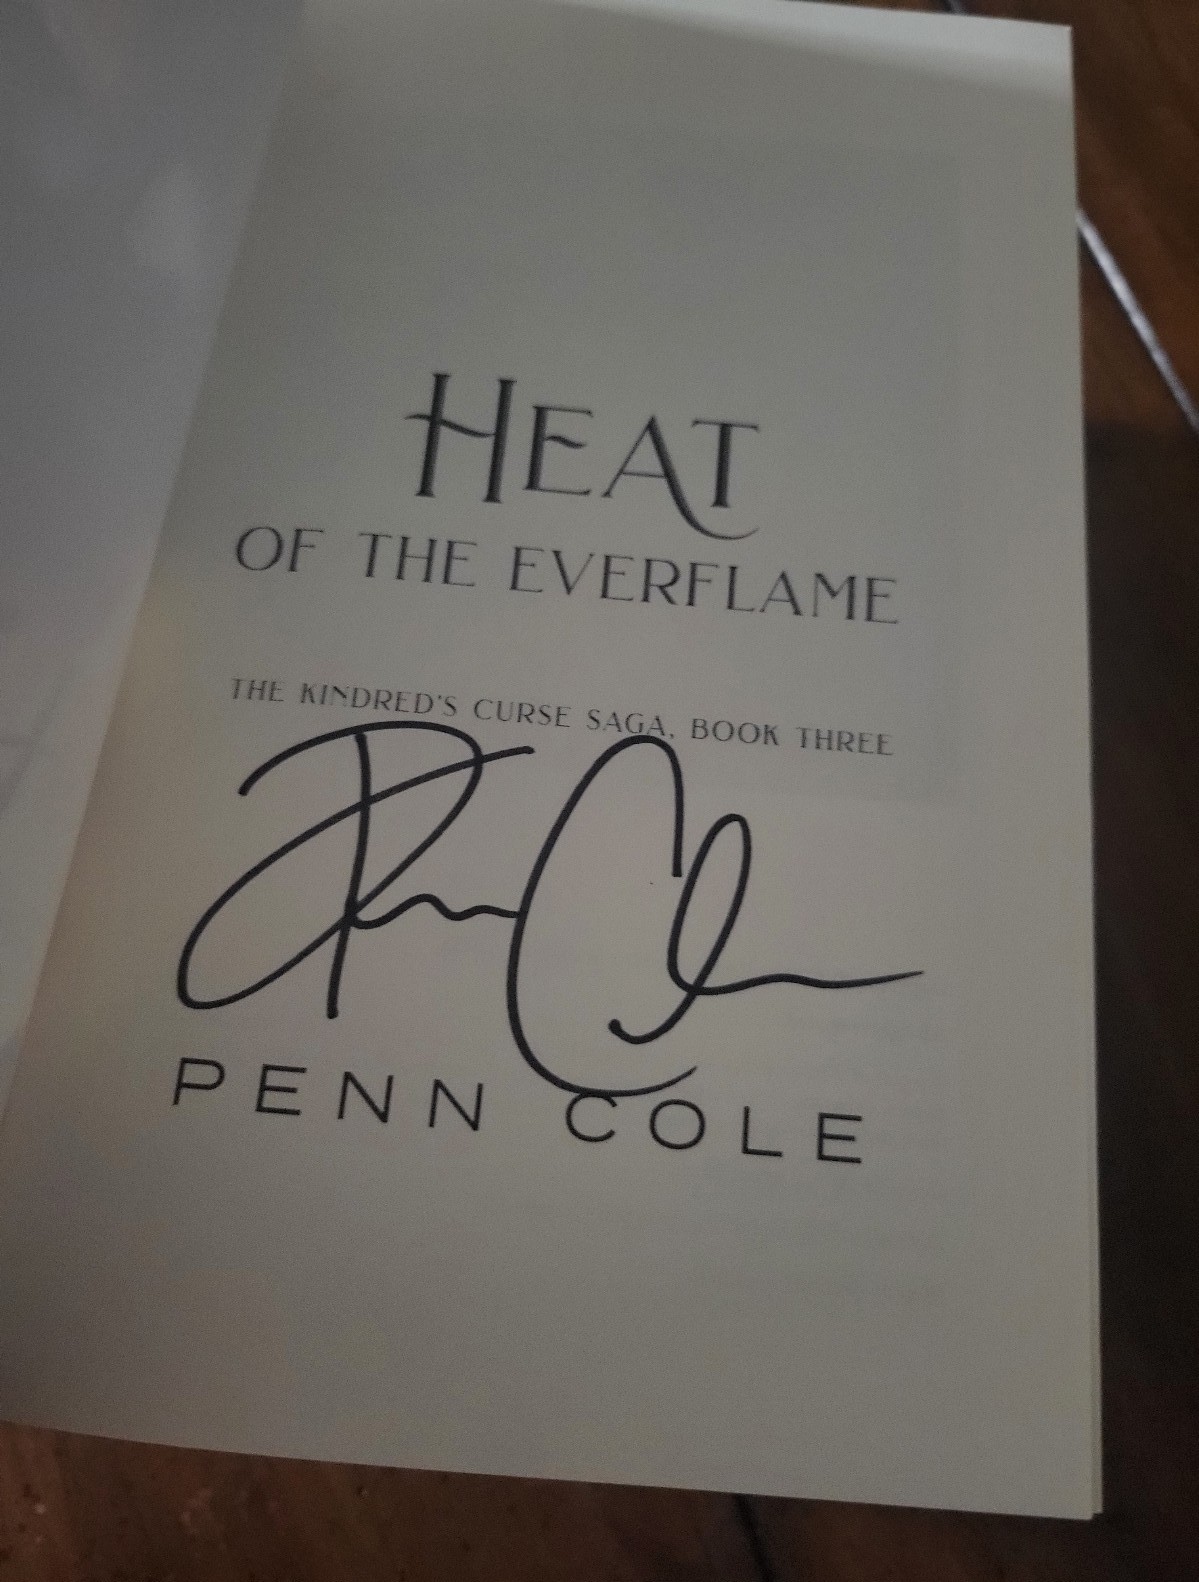 HEAT
OF THE EVERFLAME
THE KINDRED'S CURSE SAGA, BOOK THREE
PENN COLE